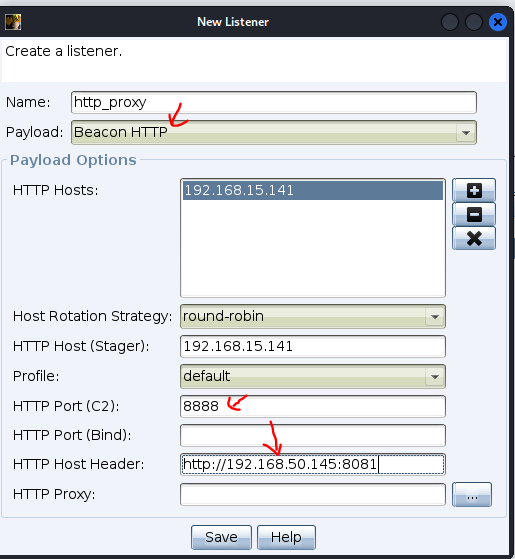 New Listener
Create a listener.
Name: http_proxy
Payload: Beacon HTTP
Payload Options
HTTP Hosts: 192.168.15.141
Host Rotation Strategy: round-robin
HTTP Host (Stager): 192.168.15.141
Profile: default
HTTP Port (C2): 8888
HTTP Port (Bind):
HTTP Host Header: http://192.168.50.145:8081
HTTP Proxy: ...
Save Help